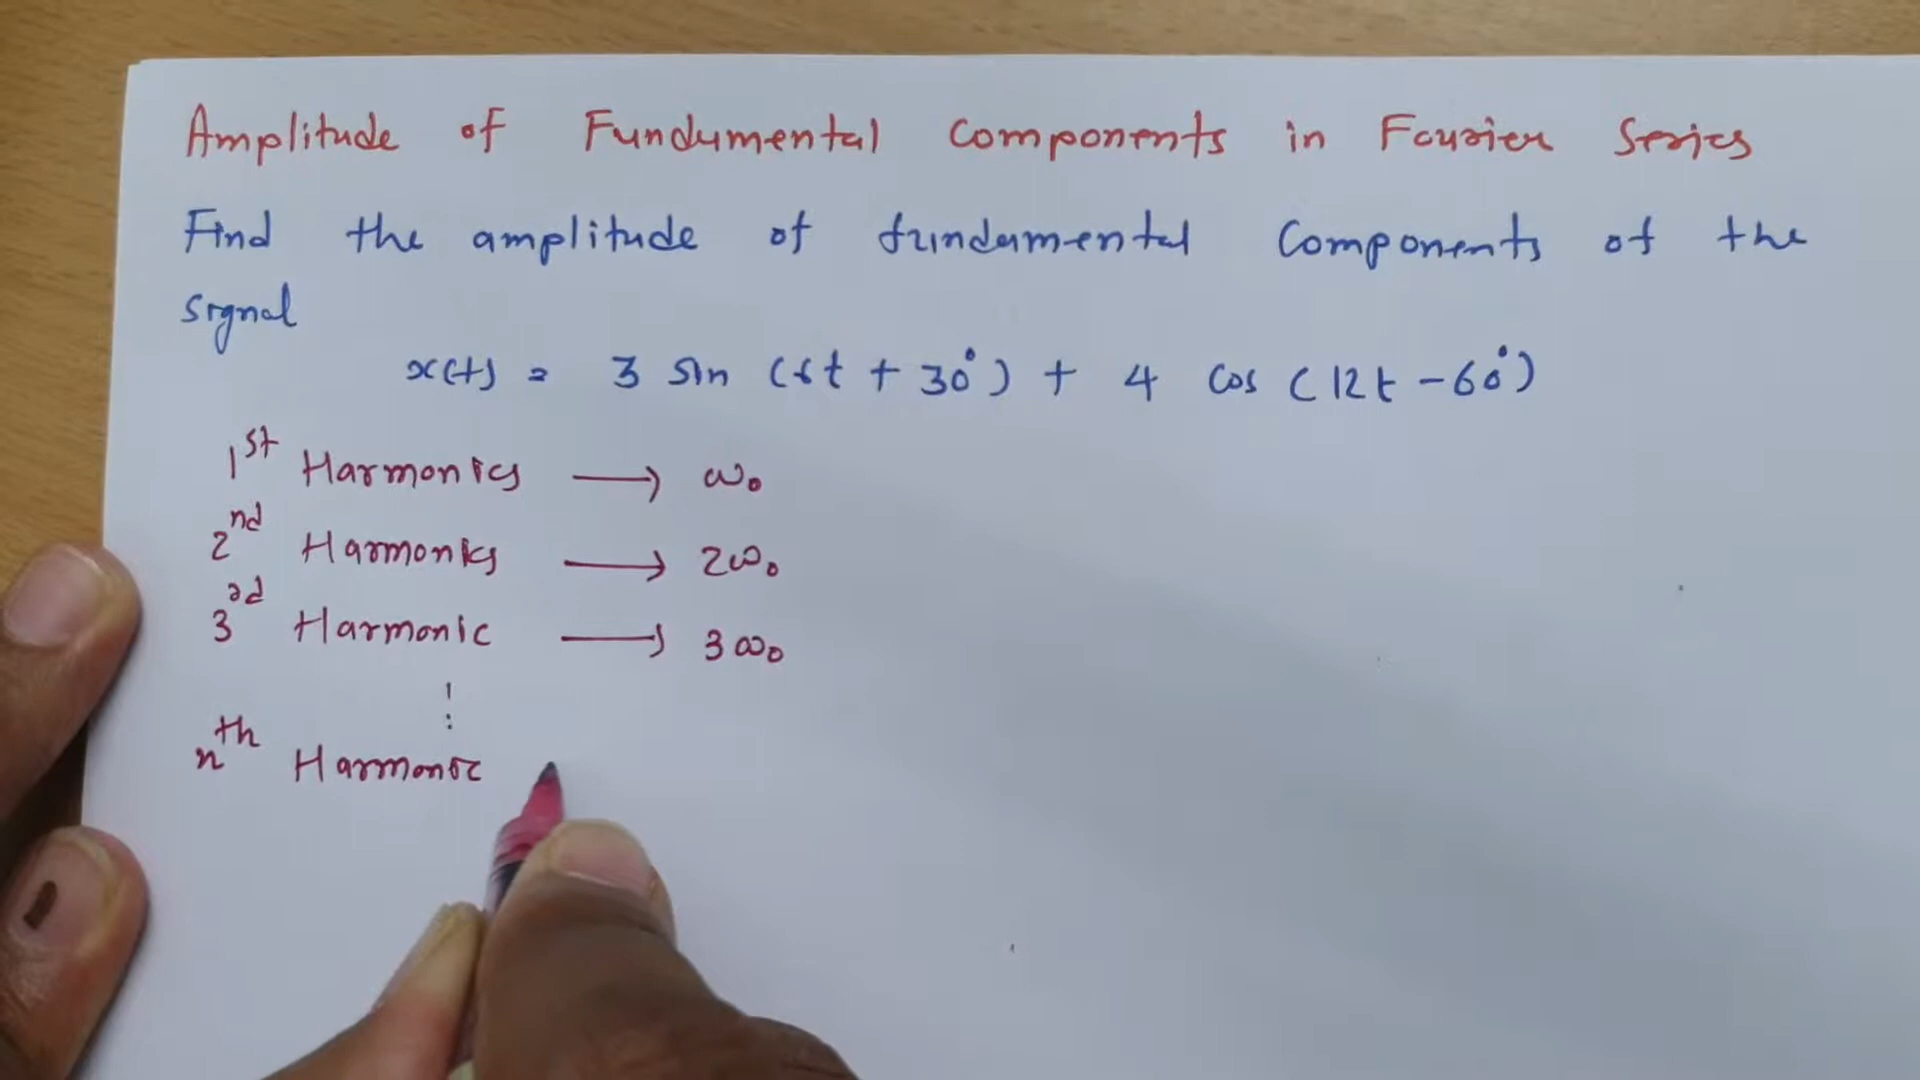 Amplitude of Fundumental Components in Fourier Series
Find the amplitude of fundamental Components of the
signal
x(t) = 3 sin (6t + 30°) + 4 cos (12t - 60°)
1st Harmonics → ω₀
2nd Harmonics → 2ω₀
3rd Harmonic → 3ω₀
nth Harmonic